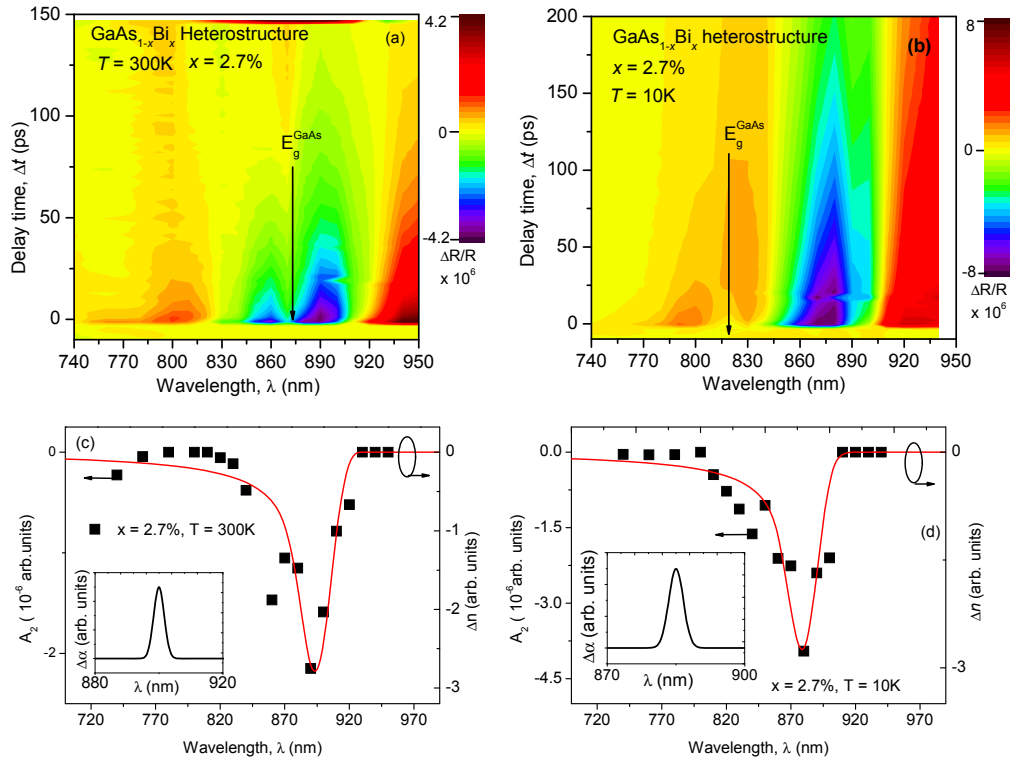 GaAs1-xBix Heterostructure
(a)
T = 300K x = 2.7%
EgGaAs
Delay time, Δt (ps)
150
100
50
0
740 770 800 830 860 890 920 950
Wavelength, λ (nm)
4.2
0
-4.2
ΔR/R
x 10^6
GaAs1-xBix heterostructure
(b)
x = 2.7%
T = 10K
EgGaAs
Delay time, Δt (ps)
200
150
100
50
0
740 770 800 830 860 890 920 950
Wavelength (nm)
8
0
-8
ΔR/R
x 10^6
(c)
A2 (10^-6 arb.units)
0
-1
-2
x = 2.7%, T = 300K
Δα (arb. units)
880 920
λ (nm)
0
-1
-2
-3
Δn (arb. units)
720 770 820 870 920 970
Wavelength, λ (nm)
(d)
A2 (10^-6 arb.units)
0.0
-1.5
-3.0
-4.5
Δα (arb. units)
870 900
λ (nm)
x = 2.7%, T = 10K
0
-3
Δn (arb. units)
720 770 820 870 920 970
Wavelength, λ (nm)